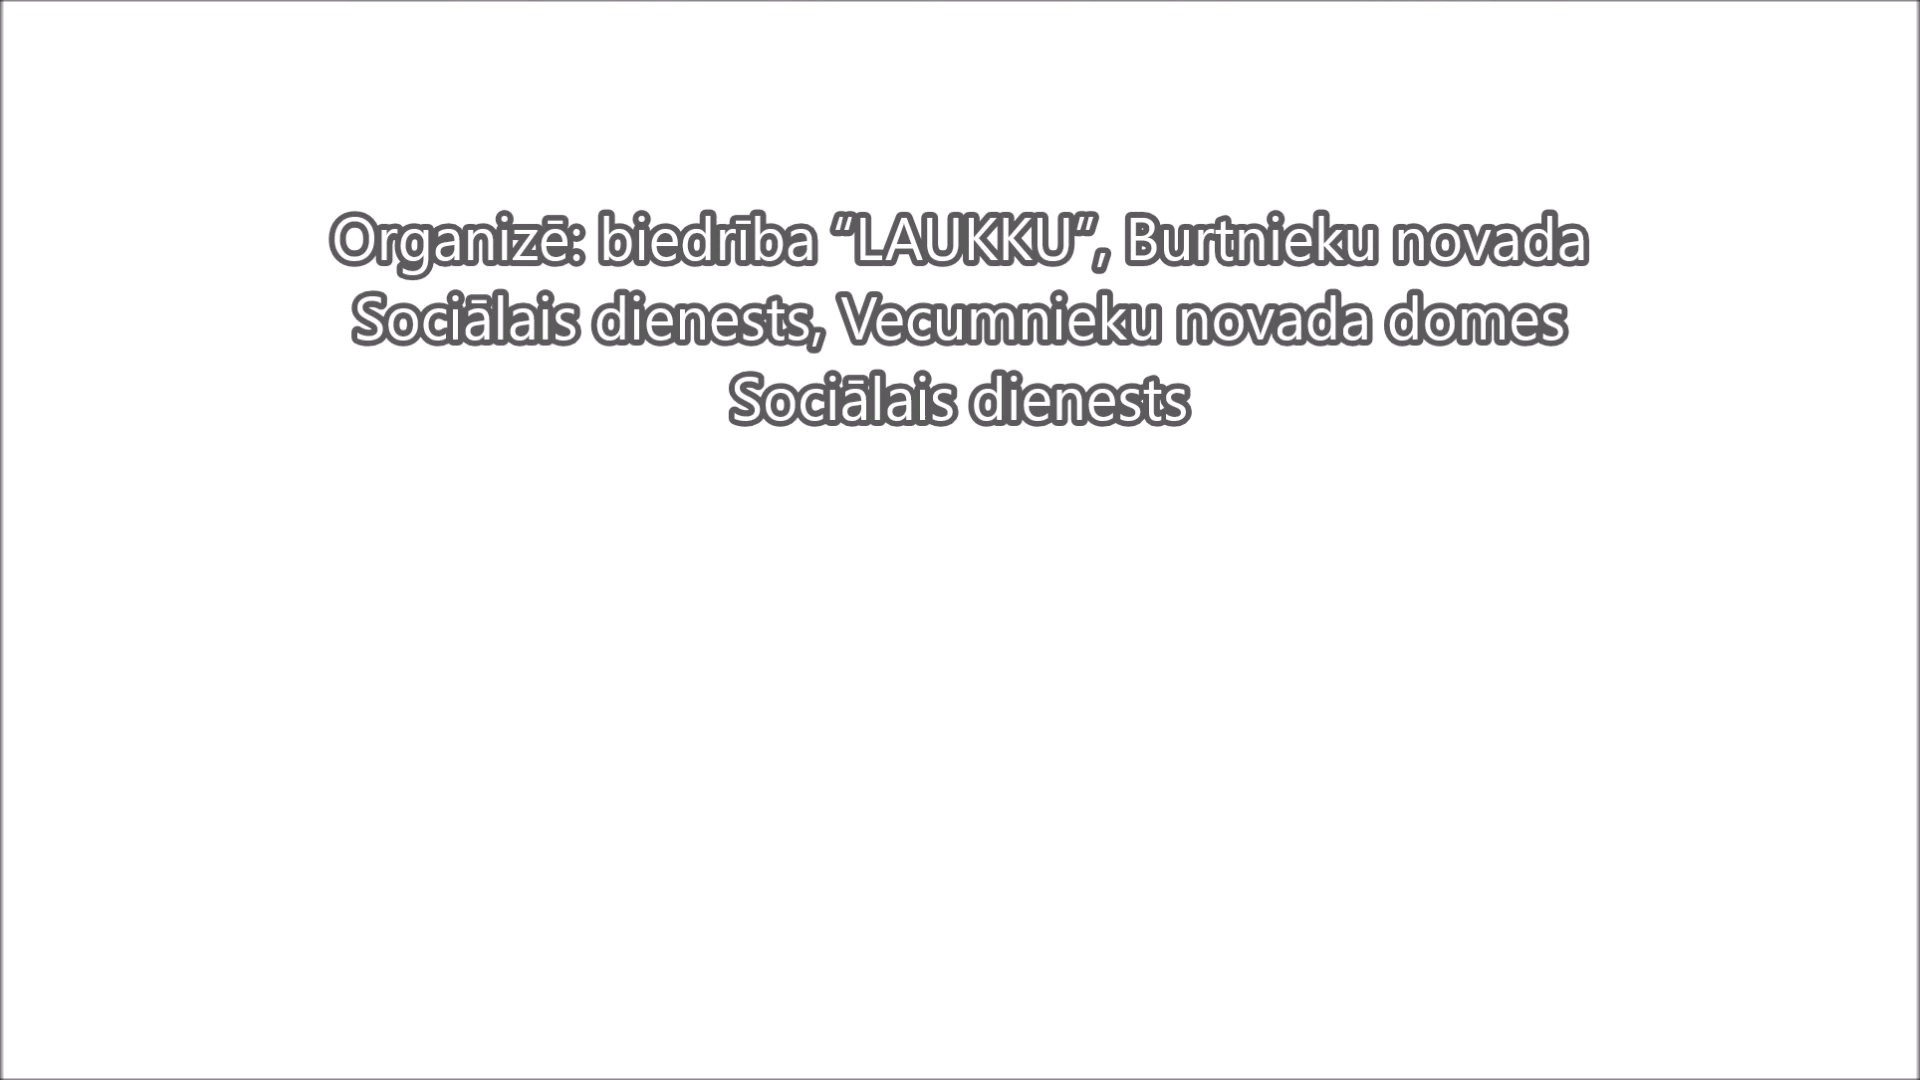 Organizē: biedrība “LAUKKU”, Burtnieku novada
Sociālais dienests, Vecumnieku novada domes
Sociālais dienests